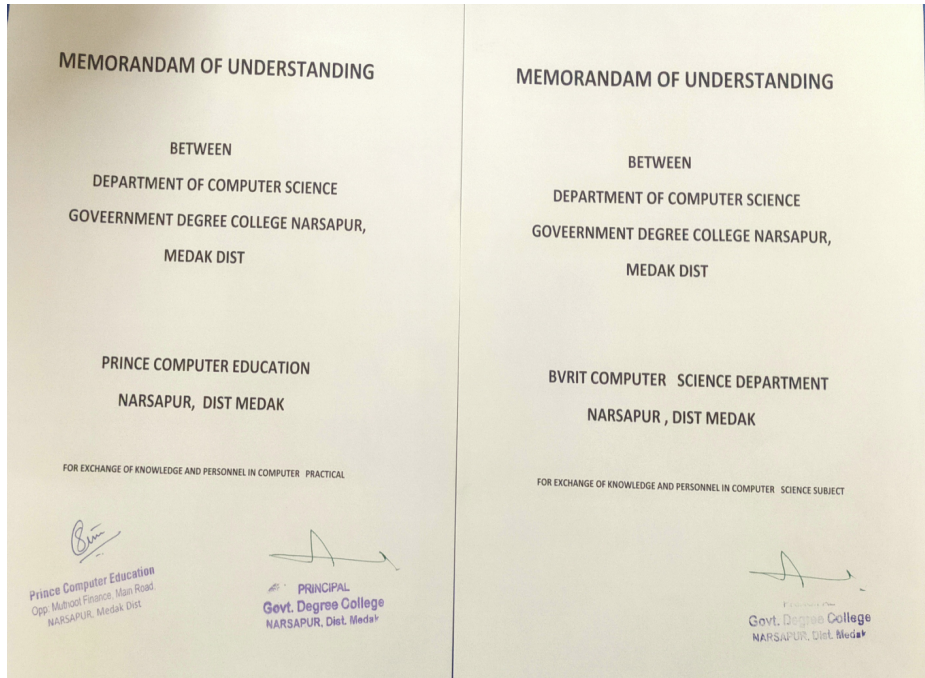 MEMORANDAM OF UNDERSTANDING
BETWEEN
DEPARTMENT OF COMPUTER SCIENCE
GOVEERNMENT DEGREE COLLEGE NARSAPUR,
MEDAK DIST
PRINCE COMPUTER EDUCATION
NARSAPUR, DIST MEDAK
FOR EXCHANGE OF KNOWLEDGE AND PERSONNEL IN COMPUTER PRACTICAL
Prince Computer Education
Opp. Muthoot Finance, Main Road.
NARSAPUR, Medak Dist
PRINCIPAL
Govt. Degree College
NARSAPUR, Dist. Medak
MEMORANDAM OF UNDERSTANDING
BETWEEN
DEPARTMENT OF COMPUTER SCIENCE
GOVEERNMENT DEGREE COLLEGE NARSAPUR,
MEDAK DIST
BVRIT COMPUTER SCIENCE DEPARTMENT
NARSAPUR , DIST MEDAK
FOR EXCHANGE OF KNOWLEDGE AND PERSONNEL IN COMPUTER SCIENCE SUBJECT
Govt. Degree College
NARSAPUR, Dist. Medak